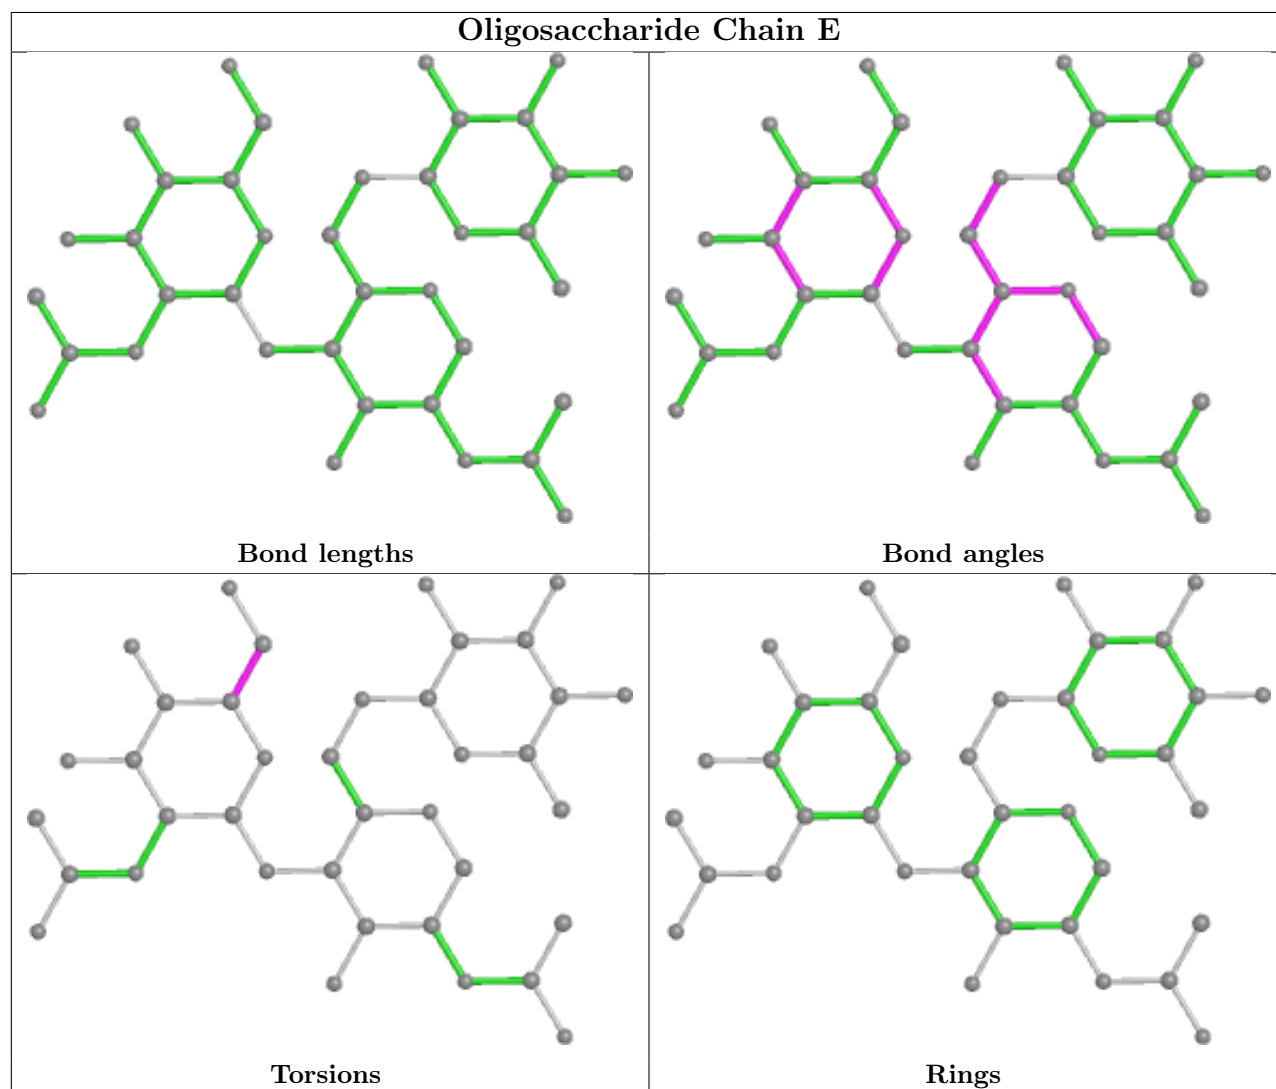 Oligosaccharide Chain E
Bond lengths
Bond angles
Torsions
Rings